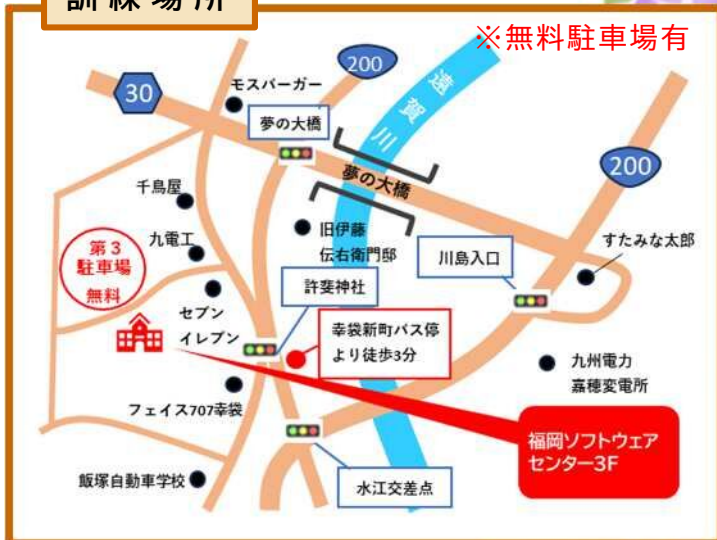 訓練場所
※無料駐車場有
200
遠賀川
30
モスバーガー
夢の大橋
夢の大橋
200
千鳥屋
旧伊藤
伝右衛門邸
すたみな太郎
九電工
川島入口
第3
駐車場
無料
許斐神社
セブン
イレブン
幸袋新町バス停
より徒歩3分
九州電力
嘉穂変電所
フェイス707幸袋
福岡ソフトウェア
センター3F
飯塚自動車学校
水江交差点